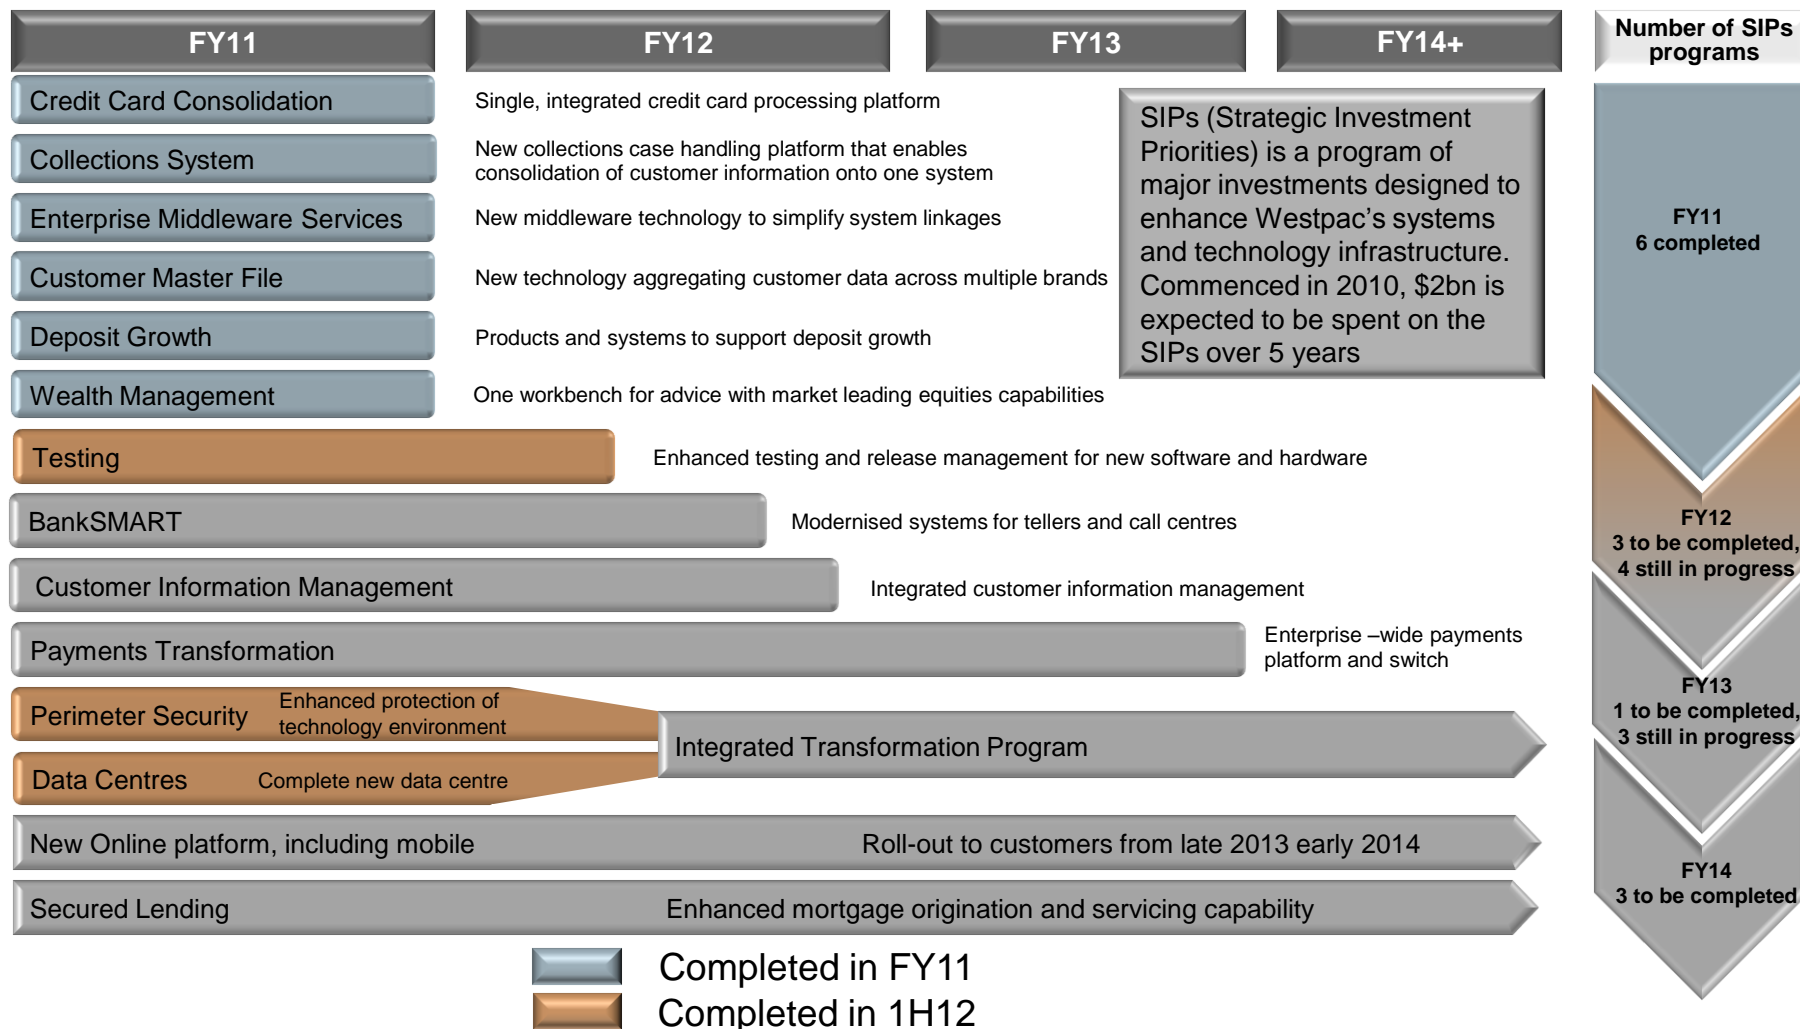 FY11
FY12
FY13
FY14+
Number of SIPs
programs
Credit Card Consolidation
Single, integrated credit card processing platform
Collections System
New collections case handling platform that enables
consolidation of customer information onto one system
Enterprise Middleware Services
New middleware technology to simplify system linkages
Customer Master File
New technology aggregating customer data across multiple brands
Deposit Growth
Products and systems to support deposit growth
Wealth Management
One workbench for advice with market leading equities capabilities
SIPs (Strategic Investment
Priorities) is a program of
major investments designed to
enhance Westpac's systems
and technology infrastructure.
Commenced in 2010, $2bn is
expected to be spent on the
SIPs over 5 years
FY11
6 completed
Testing
Enhanced testing and release management for new software and hardware
BankSMART
Modernised systems for tellers and call centres
FY12
3 to be completed,
4 still in progress
Customer Information Management
Integrated customer information management
Payments Transformation
Enterprise –wide payments
platform and switch
Perimeter Security
Enhanced protection of
technology environment
FY13
1 to be completed,
3 still in progress
Integrated Transformation Program
Data Centres
Complete new data centre
New Online platform, including mobile
Roll-out to customers from late 2013 early 2014
Secured Lending
Enhanced mortgage origination and servicing capability
FY14
3 to be completed
Completed in FY11
Completed in 1H12